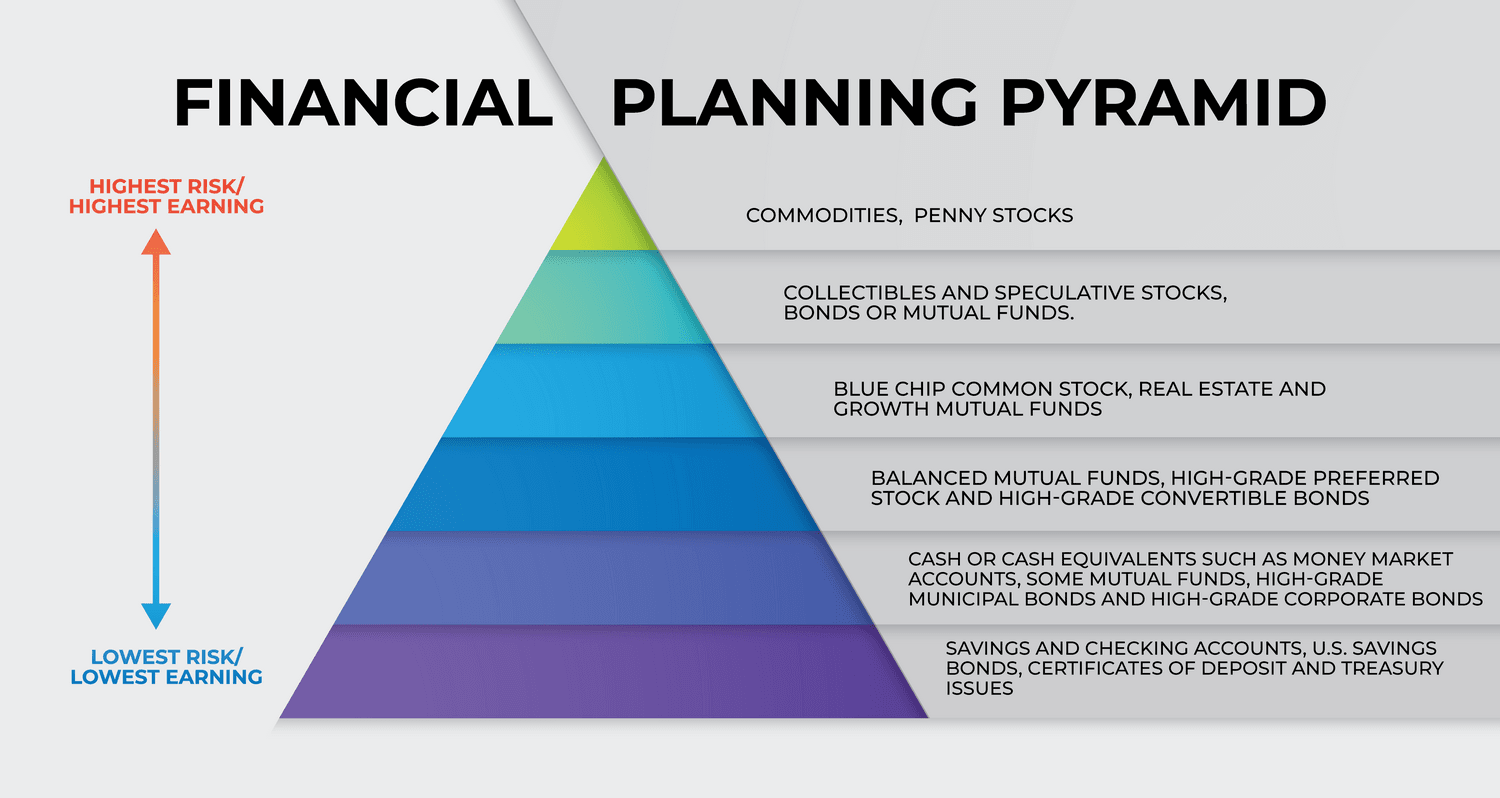 FINANCIAL PLANNING PYRAMID
HIGHEST RISK/
HIGHEST EARNING
COMMODITIES, PENNY STOCKS
COLLECTIBLES AND SPECULATIVE STOCKS,
BONDS OR MUTUAL FUNDS.
BLUE CHIP COMMON STOCK, REAL ESTATE AND
GROWTH MUTUAL FUNDS
BALANCED MUTUAL FUNDS, HIGH-GRADE PREFERRED
STOCK AND HIGH-GRADE CONVERTIBLE BONDS
CASH OR CASH EQUIVALENTS SUCH AS MONEY MARKET
ACCOUNTS, SOME MUTUAL FUNDS, HIGH-GRADE
MUNICIPAL BONDS AND HIGH-GRADE CORPORATE BONDS
SAVINGS AND CHECKING ACCOUNTS, U.S. SAVINGS
BONDS, CERTIFICATES OF DEPOSIT AND TREASURY
ISSUES
LOWEST RISK/
LOWEST EARNING